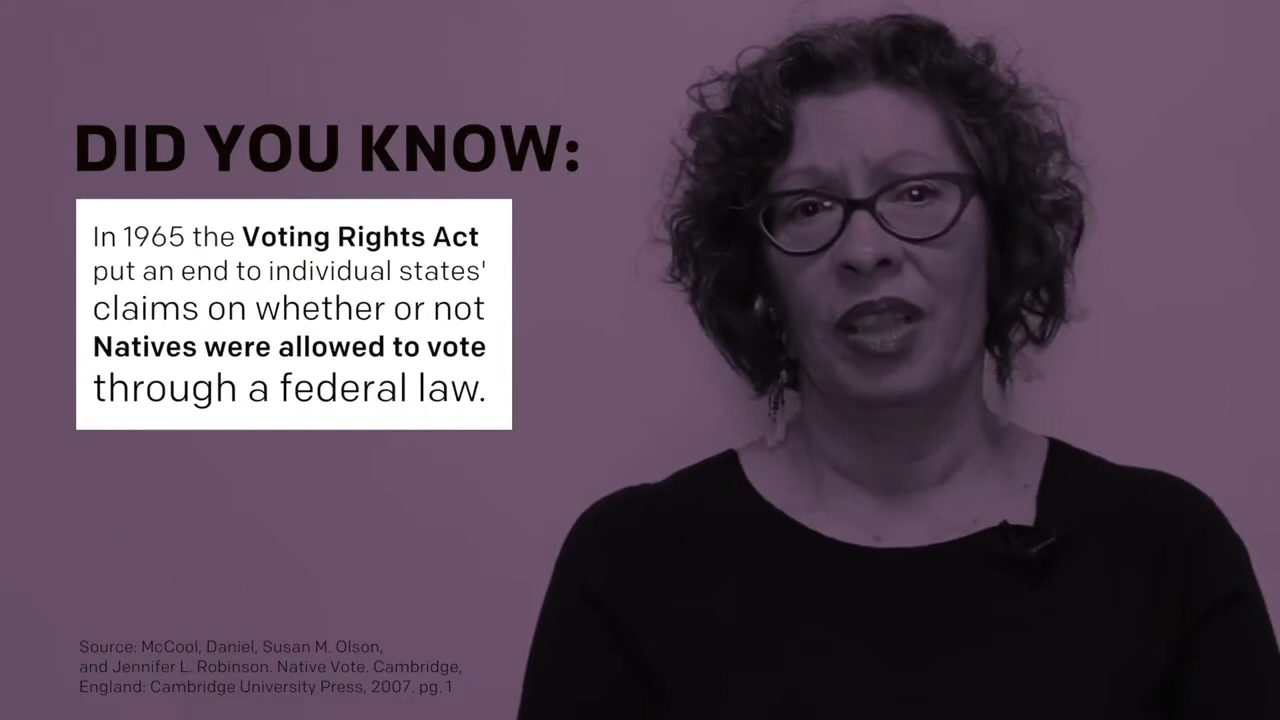 DID YOU KNOW:
In 1965 the Voting Rights Act
put an end to individual states'
claims on whether or not
Natives were allowed to vote
through a federal law.
Source: McCool, Daniel, Susan M. Olson,
and Jennifer L. Robinson. Native Vote. Cambridge,
England: Cambridge University Press, 2007. pg. 1